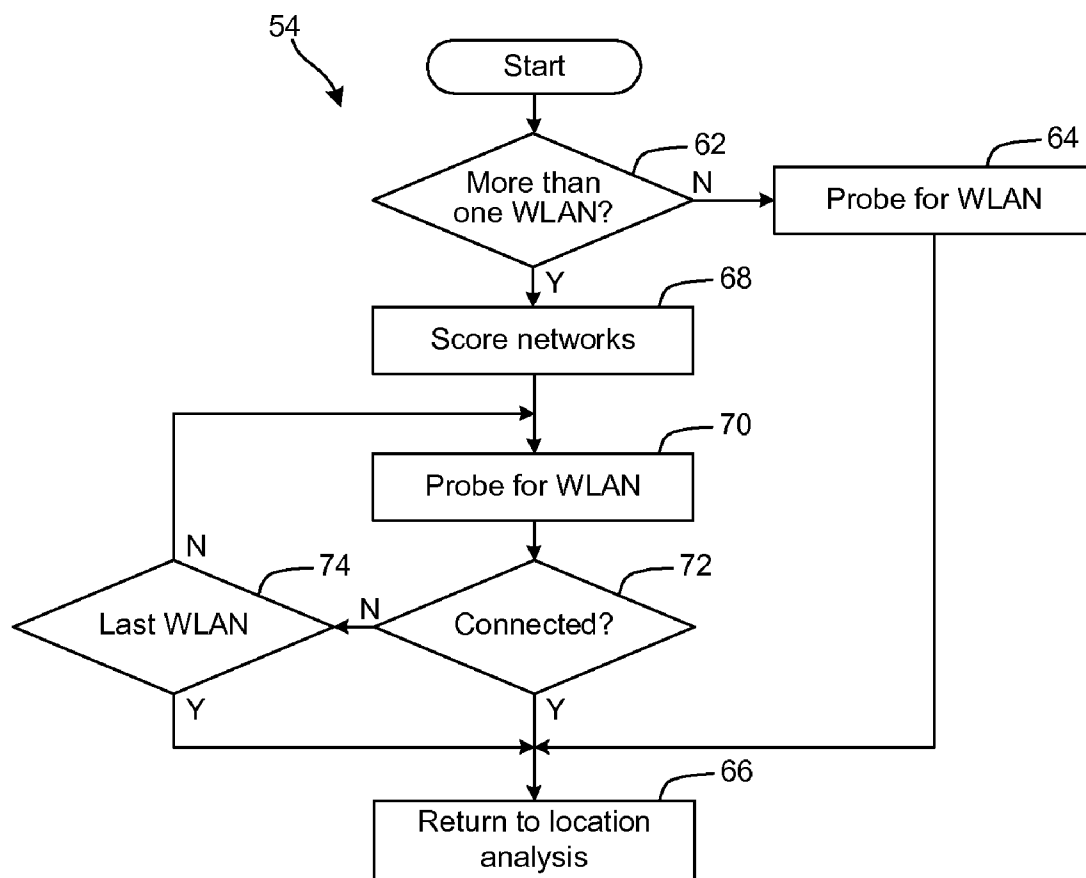 54
Start
62
64
More than
one WLAN?
N
Probe for WLAN
Y
68
Score networks
70
Probe for WLAN
N
74
72
Last WLAN
N
Connected?
Y
Y
66
Return to location
analysis